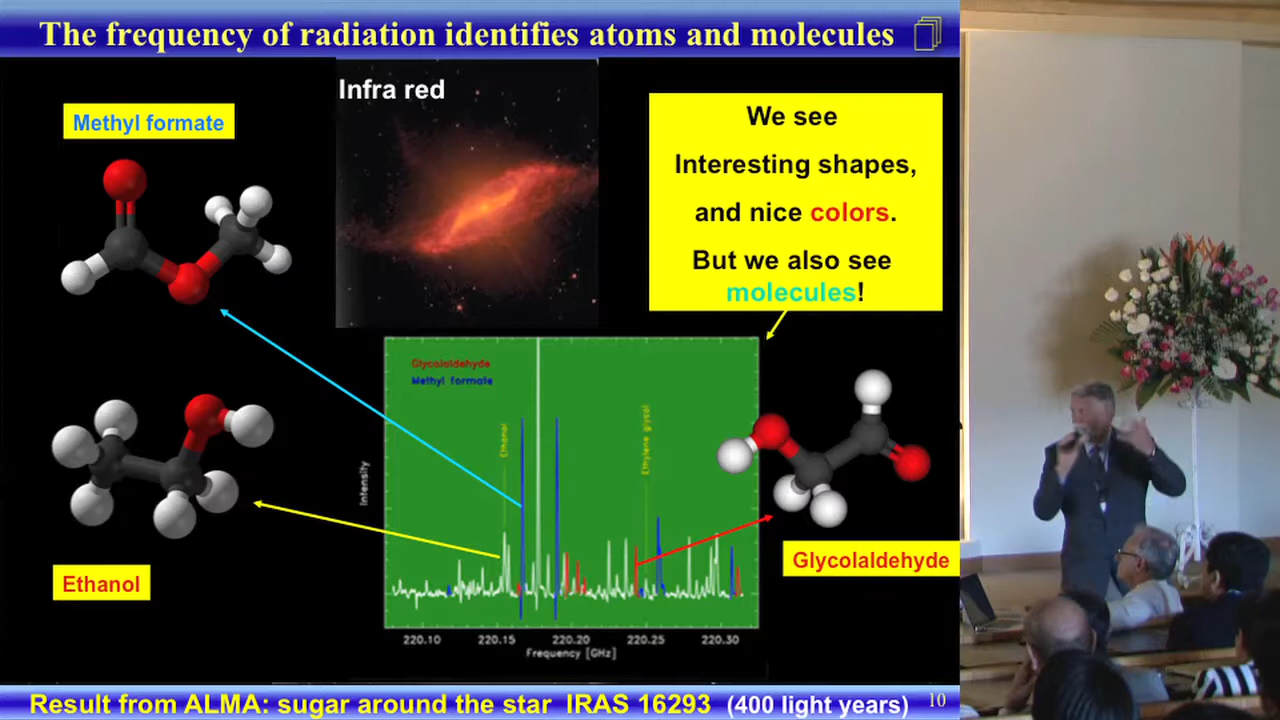 The frequency of radiation identifies atoms and molecules
Methyl formate
Infra red
We see
Interesting shapes,
and nice colors.
But we also see
molecules!
Glycolaldehyde
Methyl formate
Ethanol
Ethylene glycol
Intensity
220.10 220.15 220.20 220.25 220.30
Frequency [GHz]
Ethanol
Glycolaldehyde
Result from ALMA: sugar around the star IRAS 16293 (400 light years) 10